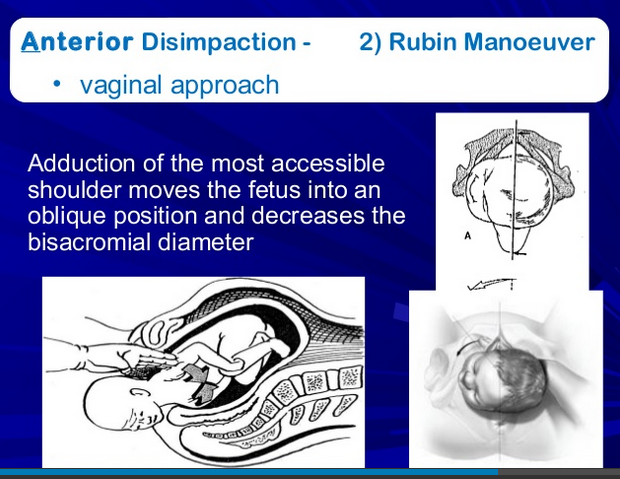 Anterior Disimpaction - 2) Rubin Manoeuver
• vaginal approach
Adduction of the most accessible
shoulder moves the fetus into an
oblique position and decreases the
bisacromial diameter
A